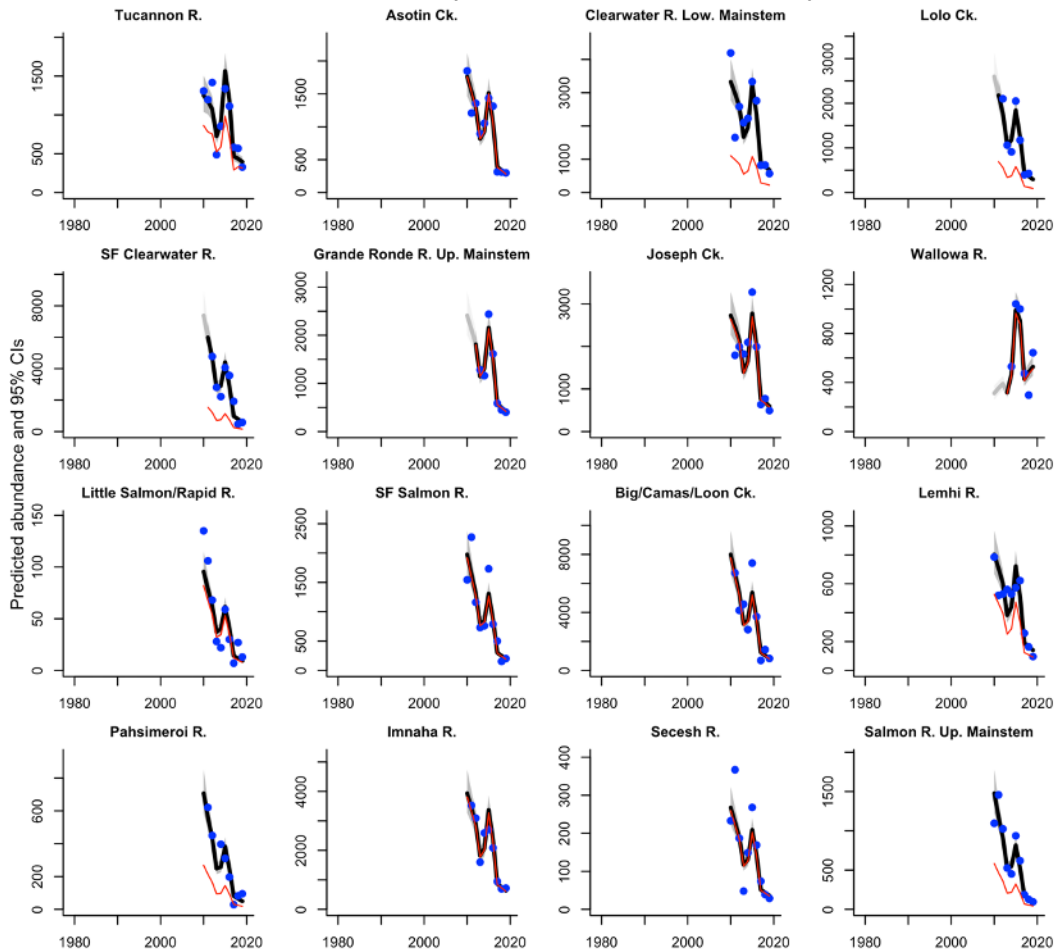 Tucannon R. Asotin Ck. Clearwater R. Low. Mainstem Lolo Ck.
0 500 1500
0 500 1000 1500
0 1000 2000 4000
0 1000 2000 3000
1980 2000 2020 1980 2000 2020 1980 2000 2020 1980 2000 2020
SF Clearwater R. Grande Ronde R. Up. Mainstem Joseph Ck. Wallowa R.
0 4000 8000
0 1000 2000 3000
0 1000 3000
0 400 800 1200
1980 2000 2020 1980 2000 2020 1980 2000 2020 1980 2000 2020
Predicted abundance and 95% CIs
Little Salmon/Rapid R. SF Salmon R. Big/Camas/Loon Ck. Lemhi R.
0 50 100 150
0 500 1500 2500
0 4000 8000
0 200 600 1000
1980 2000 2020 1980 2000 2020 1980 2000 2020 1980 2000 2020
Pahsimeroi R. Imnaha R. Secesh R. Salmon R. Up. Mainstem
0 200 600
0 1000 2000 4000
0 100 200 300 400
0 500 1500
1980 2000 2020 1980 2000 2020 1980 2000 2020 1980 2000 2020